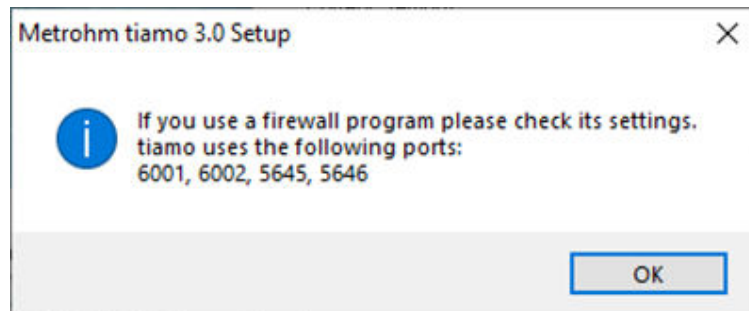 Metrohm tiamo 3.0 Setup
If you use a firewall program please check its settings.
tiamo uses the following ports:
6001, 6002, 5645, 5646
OK